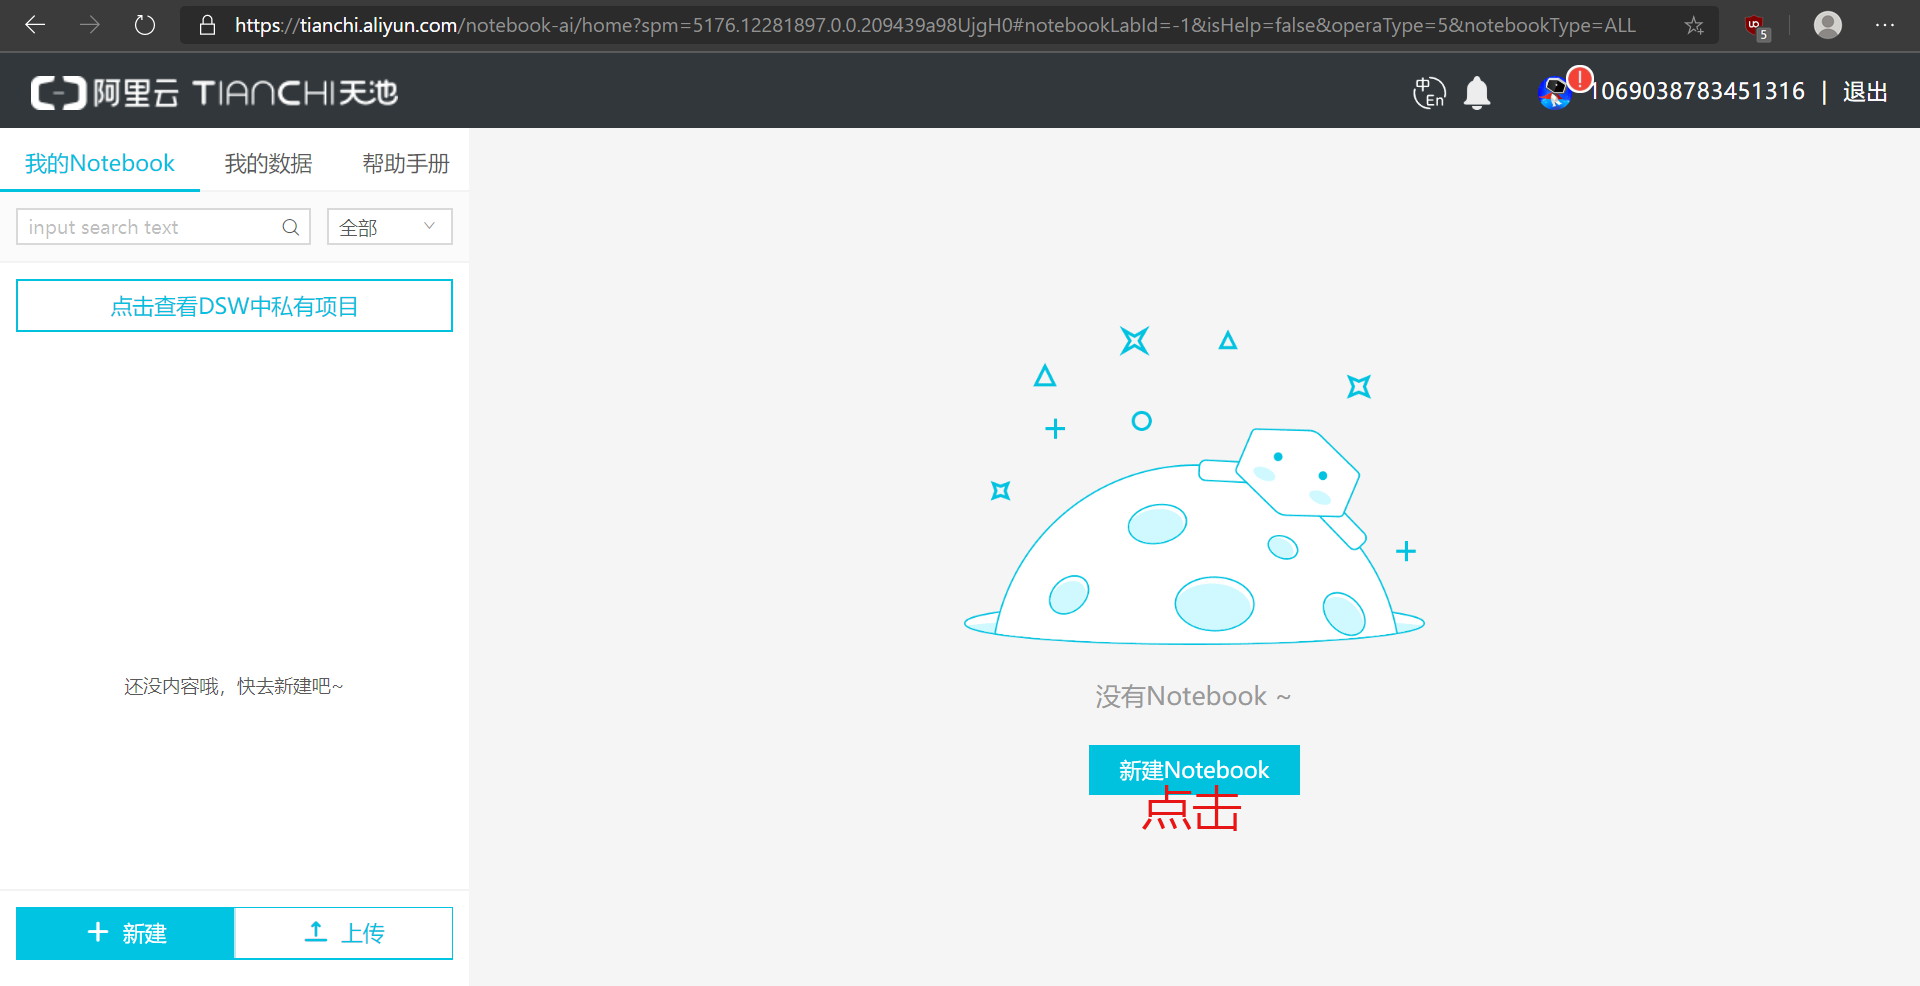 https://tianchi.aliyun.com/notebook-ai/home?spm=5176.12281897.0.0.209439a98UjgH0#notebookLabId=-1&isHelp=false&operaType=5&notebookType=ALL
5
阿里云 TIANCHI天池
中 En
! 1069038783451316 | 退出
我的Notebook 我的数据 帮助手册
input search text 全部
点击查看DSW中私有项目
还没内容哦，快去新建吧~
没有Notebook ~
新建Notebook
点击
+ 新建 上传